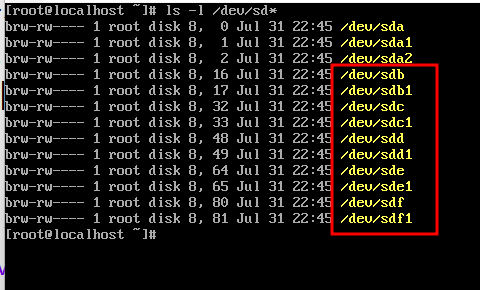 [root@localhost ~]# ls -l /dev/sd*
brw-rw---- 1 root disk 8,  0 Jul 31 22:45 /dev/sda
brw-rw---- 1 root disk 8,  1 Jul 31 22:45 /dev/sda1
brw-rw---- 1 root disk 8,  2 Jul 31 22:45 /dev/sda2
brw-rw---- 1 root disk 8, 16 Jul 31 22:45 /dev/sdb
brw-rw---- 1 root disk 8, 17 Jul 31 22:45 /dev/sdb1
brw-rw---- 1 root disk 8, 32 Jul 31 22:45 /dev/sdc
brw-rw---- 1 root disk 8, 33 Jul 31 22:45 /dev/sdc1
brw-rw---- 1 root disk 8, 48 Jul 31 22:45 /dev/sdd
brw-rw---- 1 root disk 8, 49 Jul 31 22:45 /dev/sdd1
brw-rw---- 1 root disk 8, 64 Jul 31 22:45 /dev/sde
brw-rw---- 1 root disk 8, 65 Jul 31 22:45 /dev/sde1
brw-rw---- 1 root disk 8, 80 Jul 31 22:45 /dev/sdf
brw-rw---- 1 root disk 8, 81 Jul 31 22:45 /dev/sdf1
[root@localhost ~]#